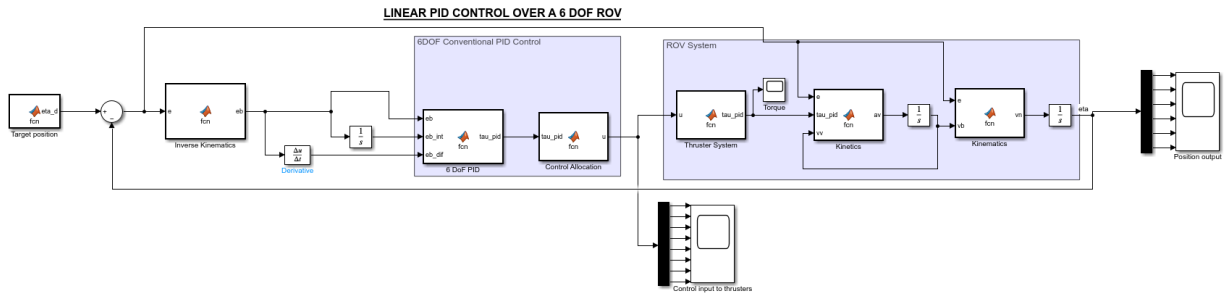 LINEAR PID CONTROL OVER A 6 DOF ROV
6DOF Conventional PID Control
ROV System
eta_d
fcn
Target position
+
−
e
eb
fcn
Inverse Kinematics
1
s
Δu
Δt
Derivative
eb
eb_int
eb_dif
tau_pid
fcn
6 DoF PID
tau_pid
u
fcn
Control Allocation
u
tau_pid
fcn
Thruster System
Torque
e
tau_pid
vv
av
fcn
Kinetics
1
s
e
vb
vn
fcn
Kinematics
1
s
eta
Position output
Control input to thrusters